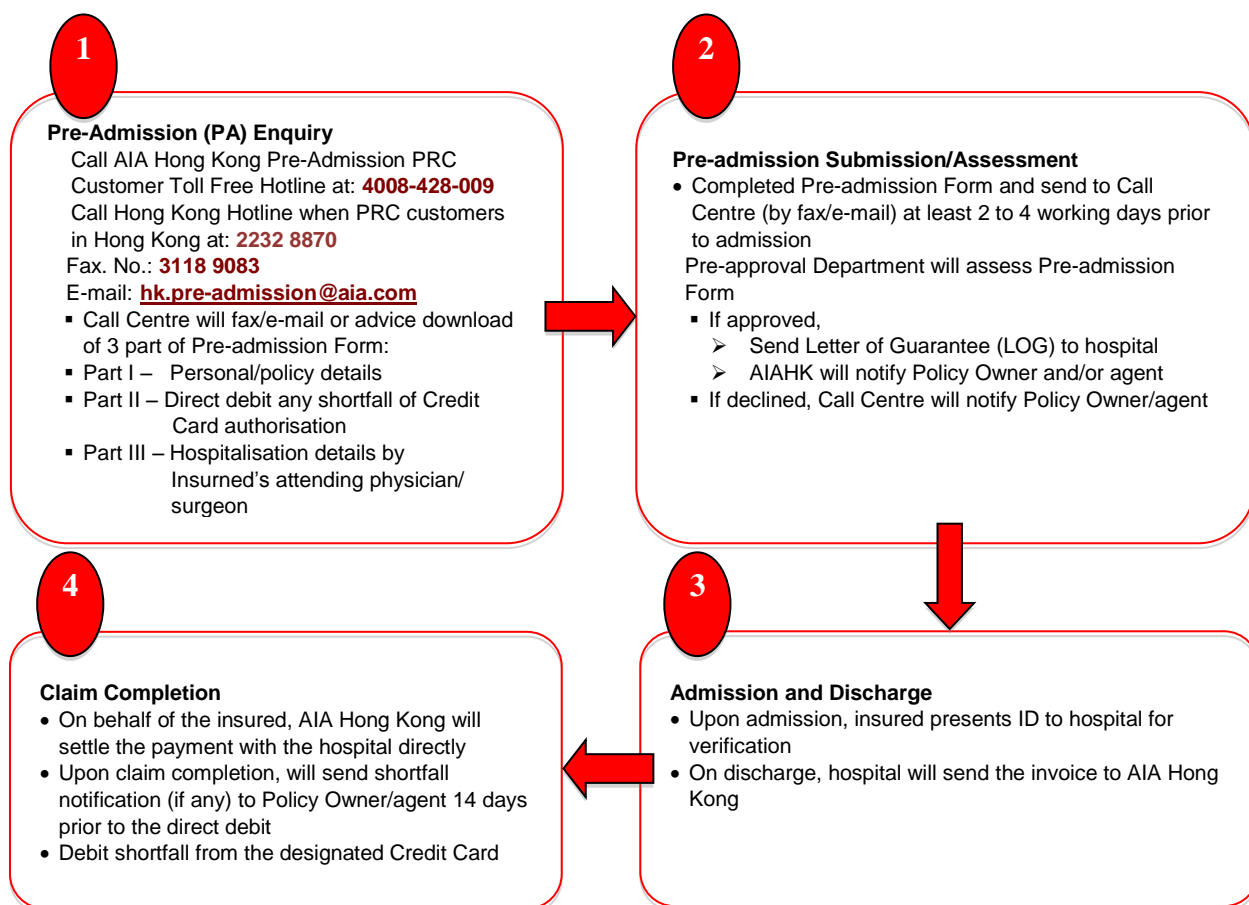 1
Pre-Admission (PA) Enquiry
Call AIA Hong Kong Pre-Admission PRC
Customer Toll Free Hotline at: 4008-428-009
Call Hong Kong Hotline when PRC customers
in Hong Kong at: 2232 8870
Fax. No.: 3118 9083
E-mail: hk.pre-admission@aia.com
▪ Call Centre will fax/e-mail or advice download
of 3 part of Pre-admission Form:
▪ Part I – Personal/policy details
▪ Part II – Direct debit any shortfall of Credit
Card authorisation
▪ Part III – Hospitalisation details by
Insurned's attending physician/
surgeon
2
Pre-admission Submission/Assessment
• Completed Pre-admission Form and send to Call
Centre (by fax/e-mail) at least 2 to 4 working days prior
to admission
Pre-approval Department will assess Pre-admission
Form
▪ If approved,
➢ Send Letter of Guarantee (LOG) to hospital
➢ AIAHK will notify Policy Owner and/or agent
▪ If declined, Call Centre will notify Policy Owner/agent
3
Admission and Discharge
• Upon admission, insured presents ID to hospital for
verification
• On discharge, hospital will send the invoice to AIA Hong
Kong
4
Claim Completion
• On behalf of the insured, AIA Hong Kong will
settle the payment with the hospital directly
• Upon claim completion, will send shortfall
notification (if any) to Policy Owner/agent 14 days
prior to the direct debit
• Debit shortfall from the designated Credit Card